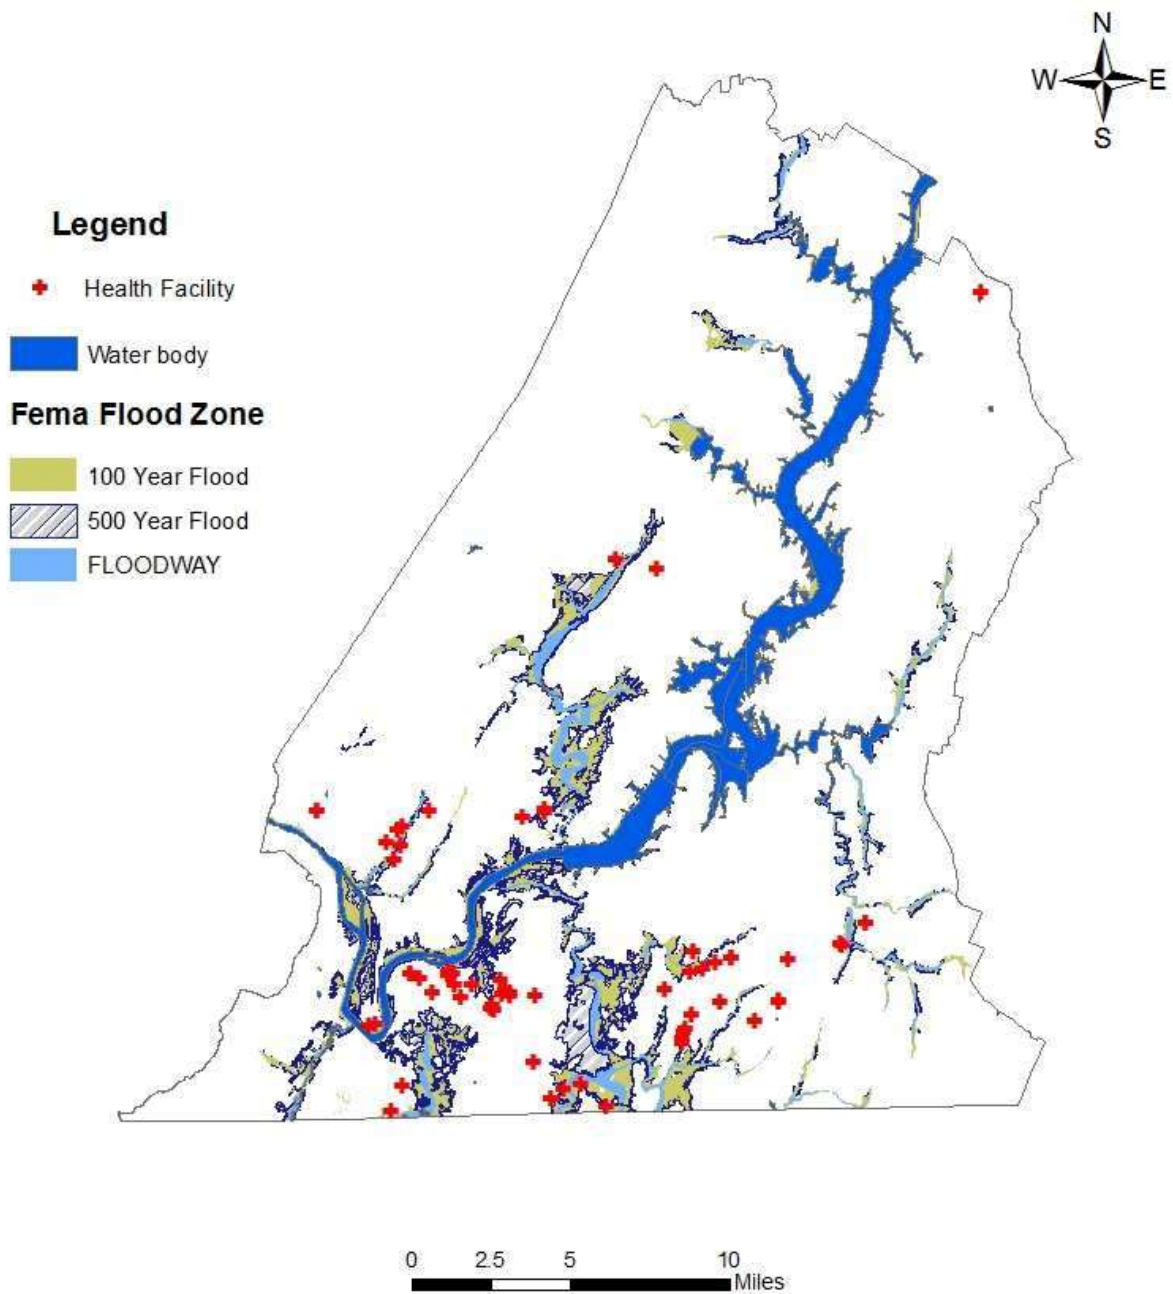 N
W E
S
Legend
Health Facility
Water body
Fema Flood Zone
100 Year Flood
500 Year Flood
FLOODWAY
0 2.5 5 10
Miles